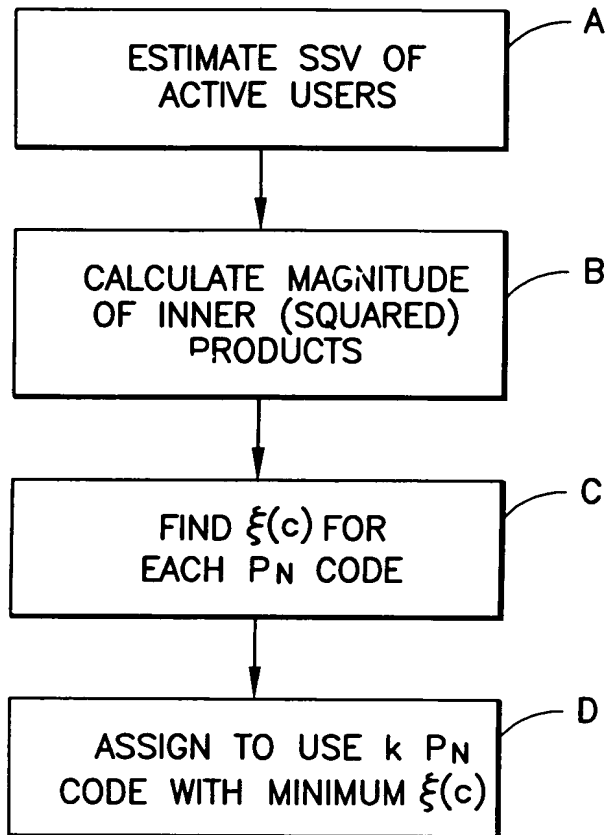 A
ESTIMATE SSV OF
ACTIVE USERS
B
CALCULATE MAGNITUDE
OF INNER (SQUARED)
PRODUCTS
C
FIND ξ(c) FOR
EACH PN CODE
D
ASSIGN TO USE k PN
CODE WITH MINIMUM ξ(c)